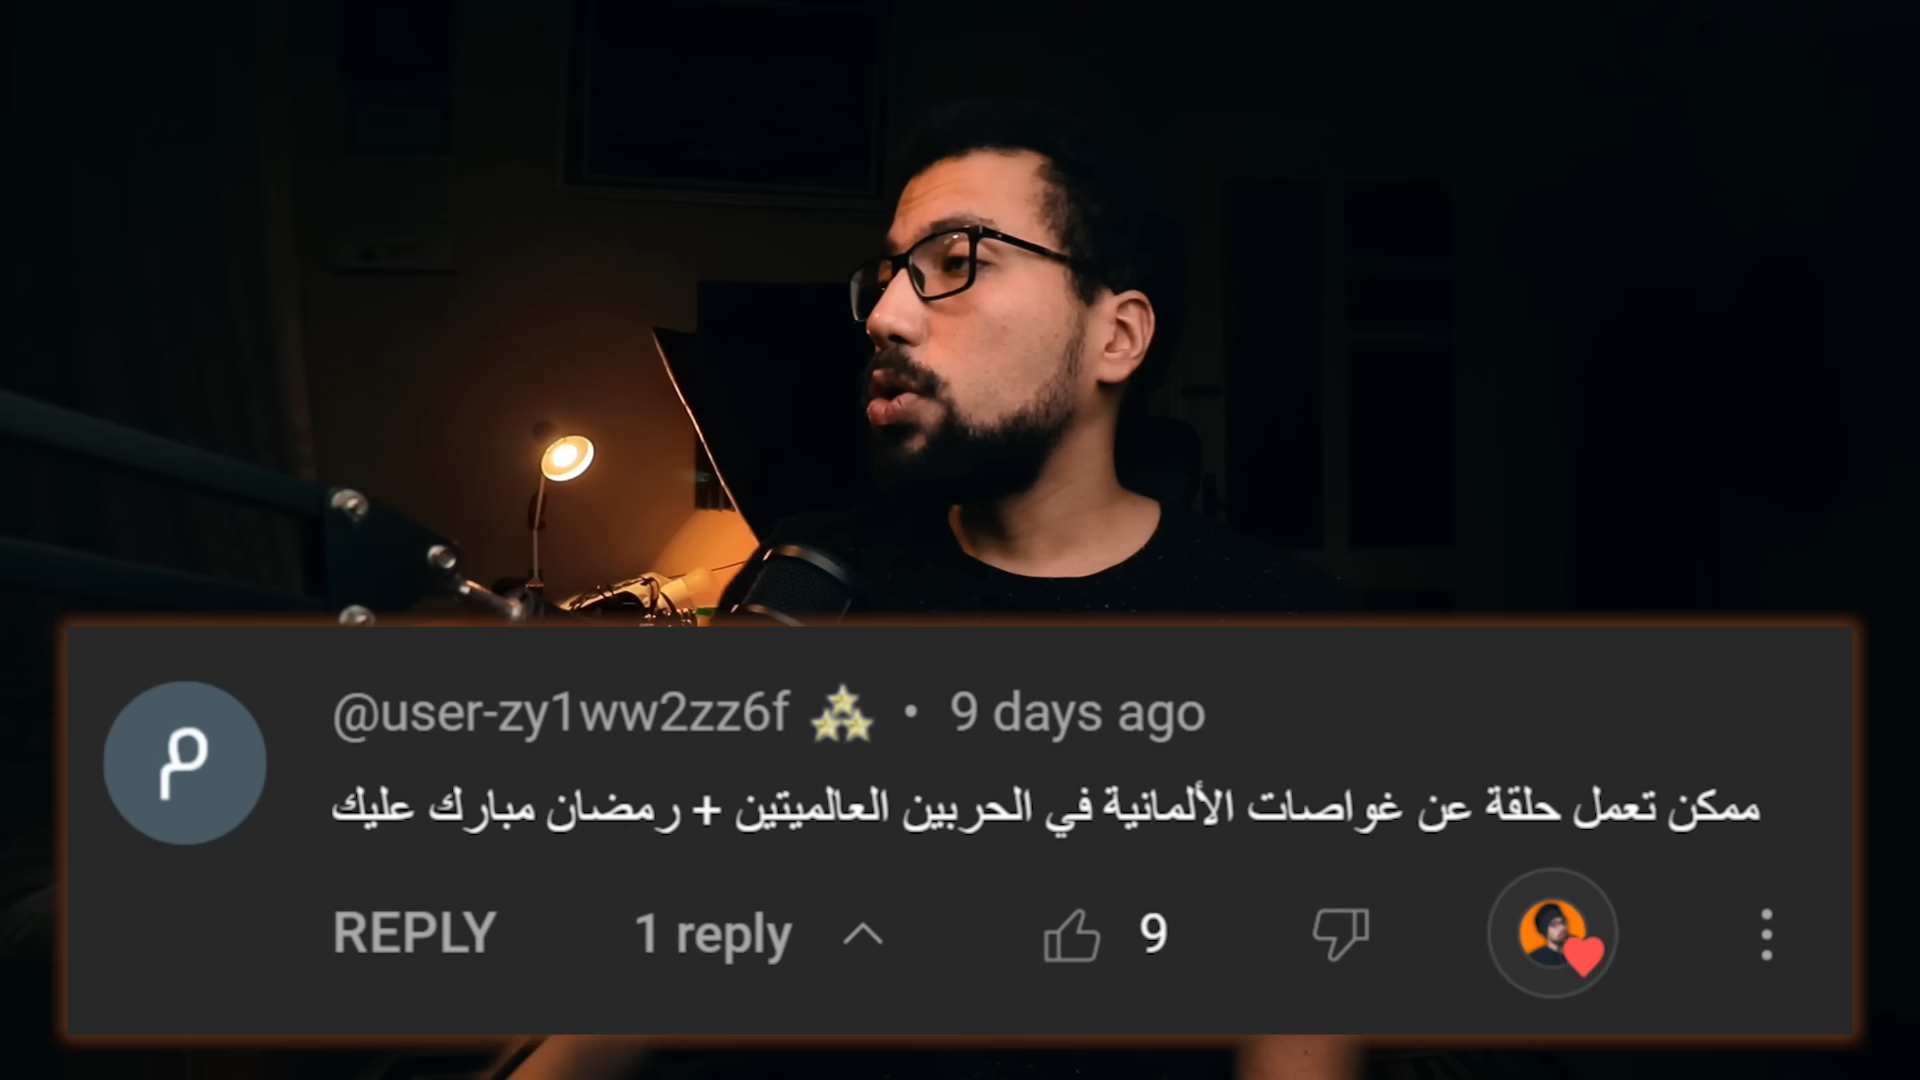 م
@user-zy1ww2zz6f • 9 days ago
ممكن تعمل حلقة عن غواصات الألمانية في الحربين العالميتين + رمضان مبارك عليك
REPLY 1 reply 9